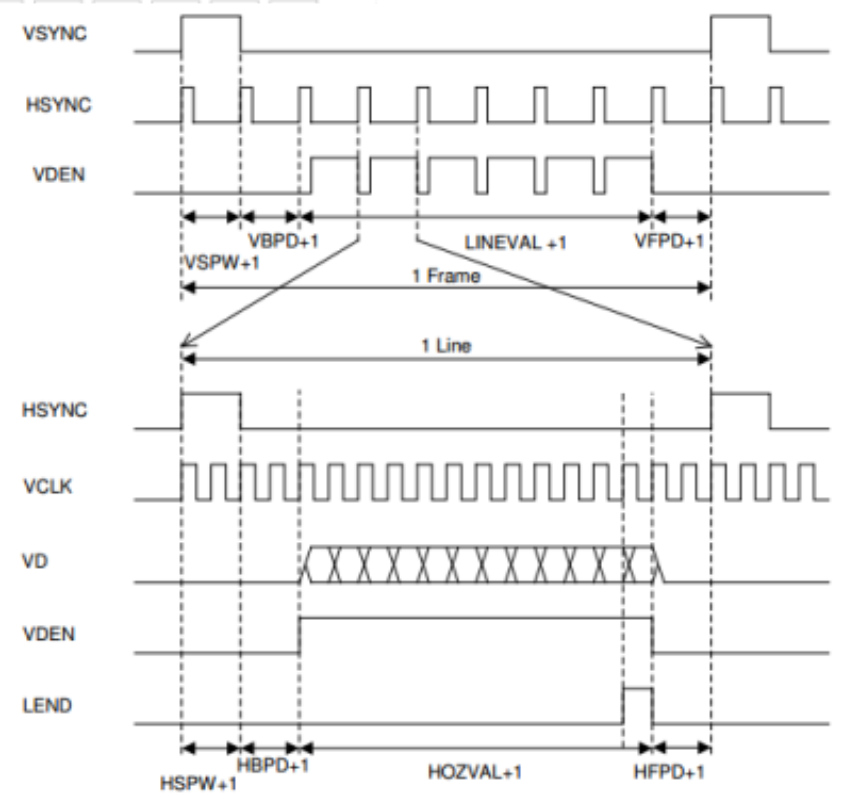 VSYNC
HSYNC
VDEN
VBPD+1
LINEVAL +1
VFPD+1
VSPW+1
1 Frame
1 Line
HSYNC
VCLK
VD
VDEN
LEND
HBPD+1
HOZVAL+1
HFPD+1
HSPW+1